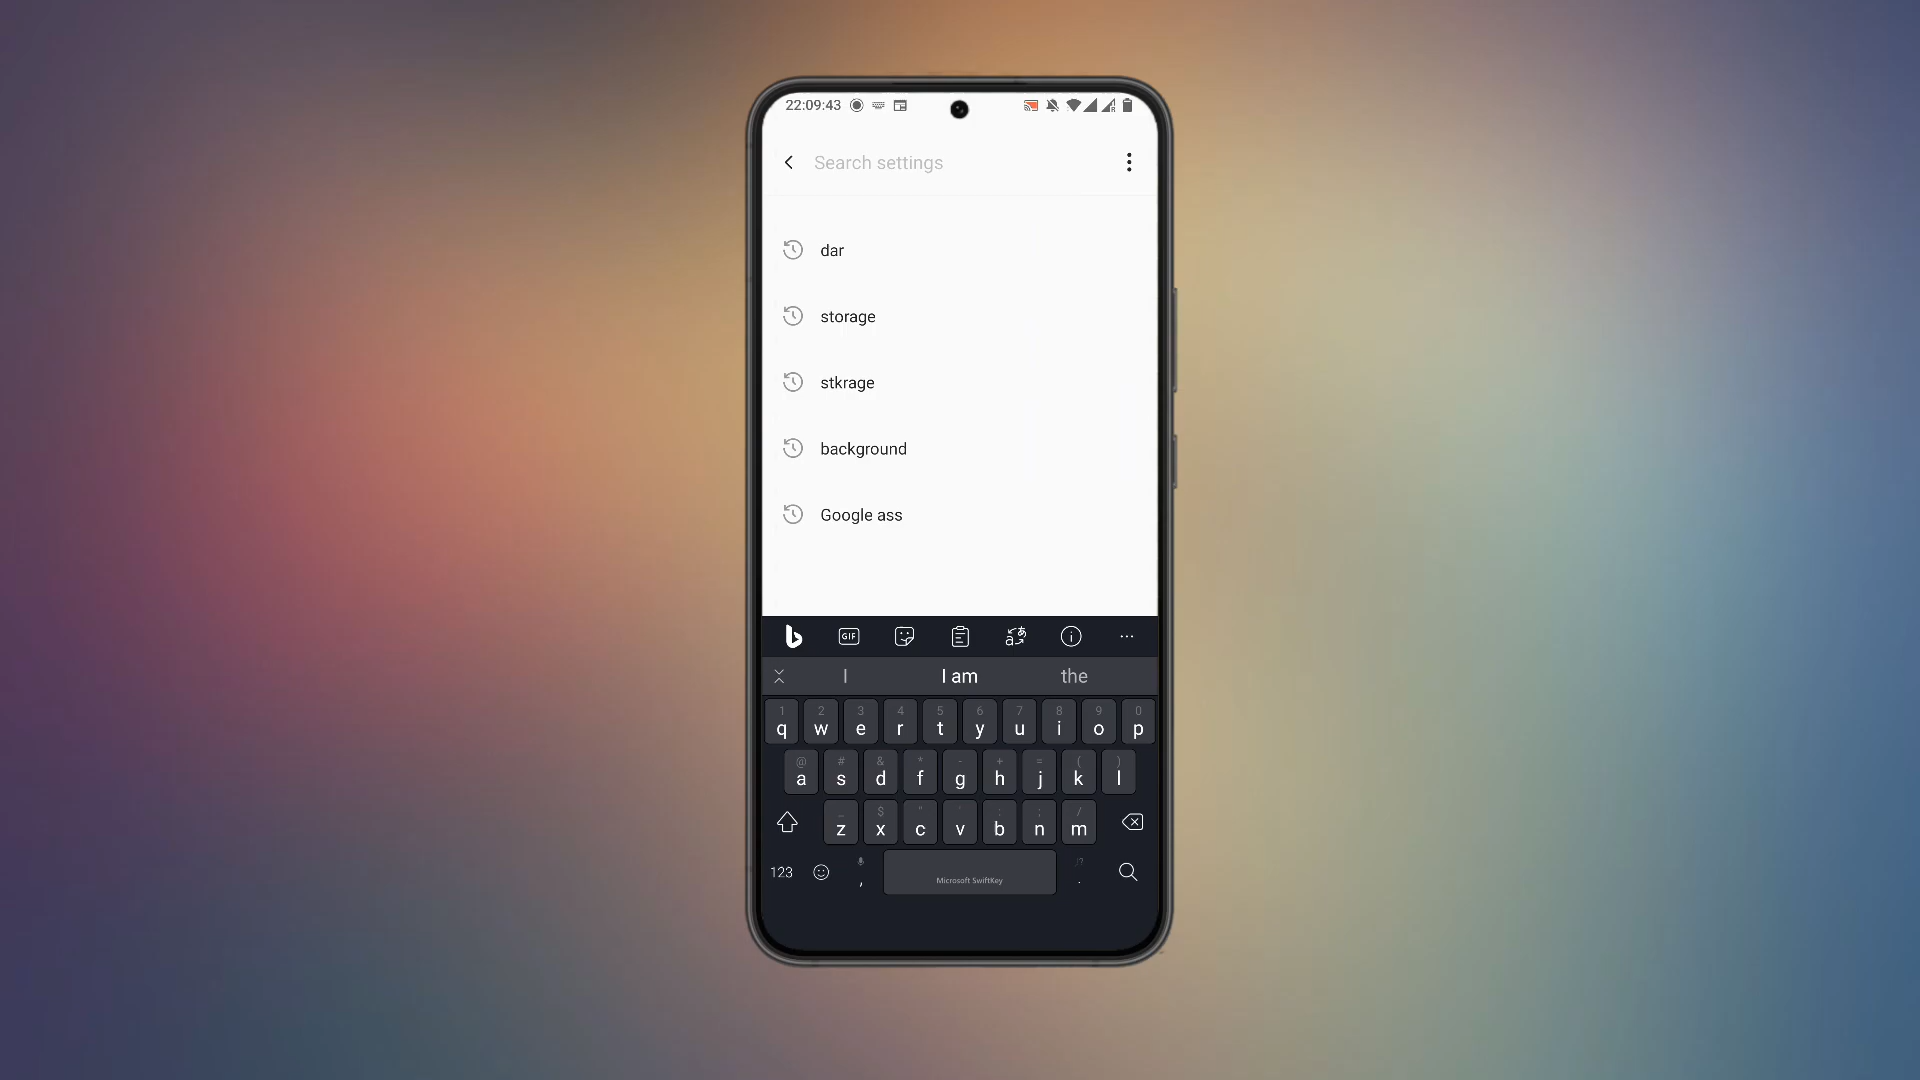 22:09:43
Search settings
dar
storage
stkrage
background
Google ass
GIF
I I am the
1 2 3 4 5 6 7 8 9 0
q w e r t y u i o p
@ # & * - + = ( )
a s d f g h j k l
_ $ " ' : ; /
z x c v b n m
123 , Microsoft SwiftKey .